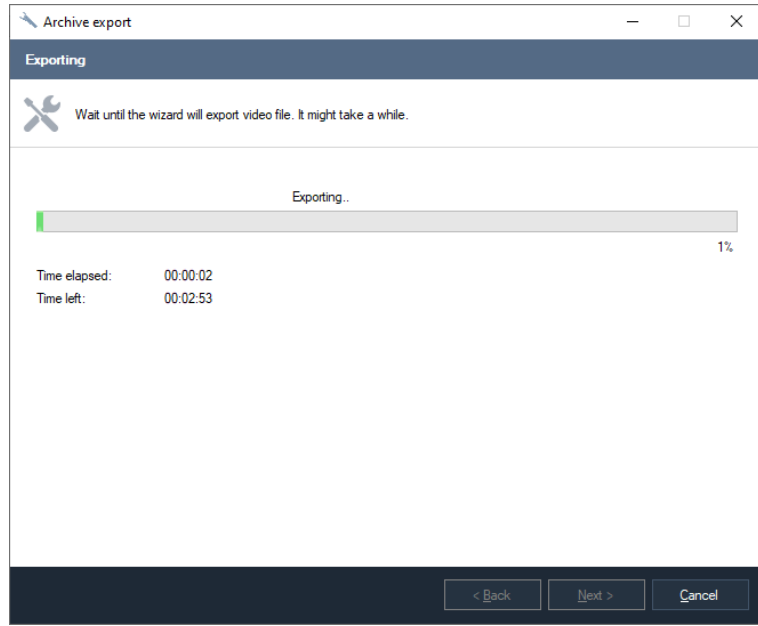 Archive export
Exporting
Wait until the wizard will export video file. It might take a while.
Exporting..
1%
Time elapsed: 00:00:02
Time left: 00:02:53
< Back Next > Cancel